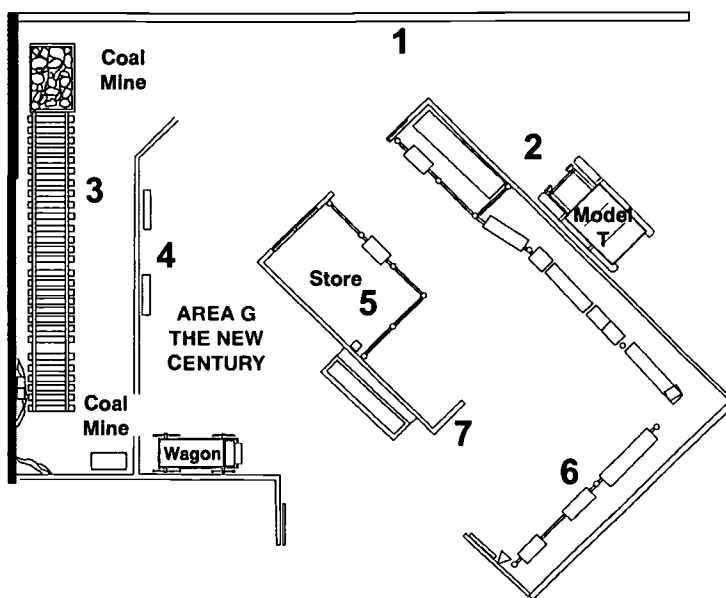 1
Coal
Mine
2
Model
T
3
4
Store
5
AREA G
THE NEW
CENTURY
Coal
Mine
Wagon
7
6